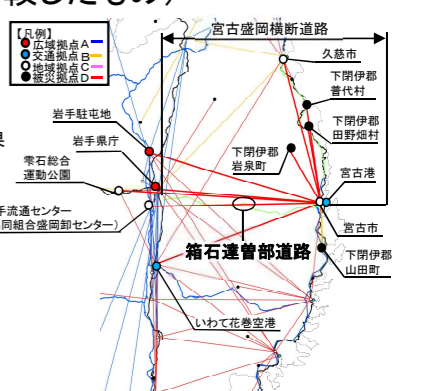 較したもの)
【凡例】
広域拠点A
交通拠点B
地域拠点C
被災拠点D
宮古盛岡横断道路
久慈市
下閉伊郡
普代村
下閉伊郡
田野畑村
岩手駐屯地
岩手県庁
下閉伊郡
岩泉町
宮古港
雫石総合
運動公園
手流通センター
同組合盛岡卸センター)
宮古市
箱石達曽部道路
下閉伊郡
山田町
いわて花巻空港